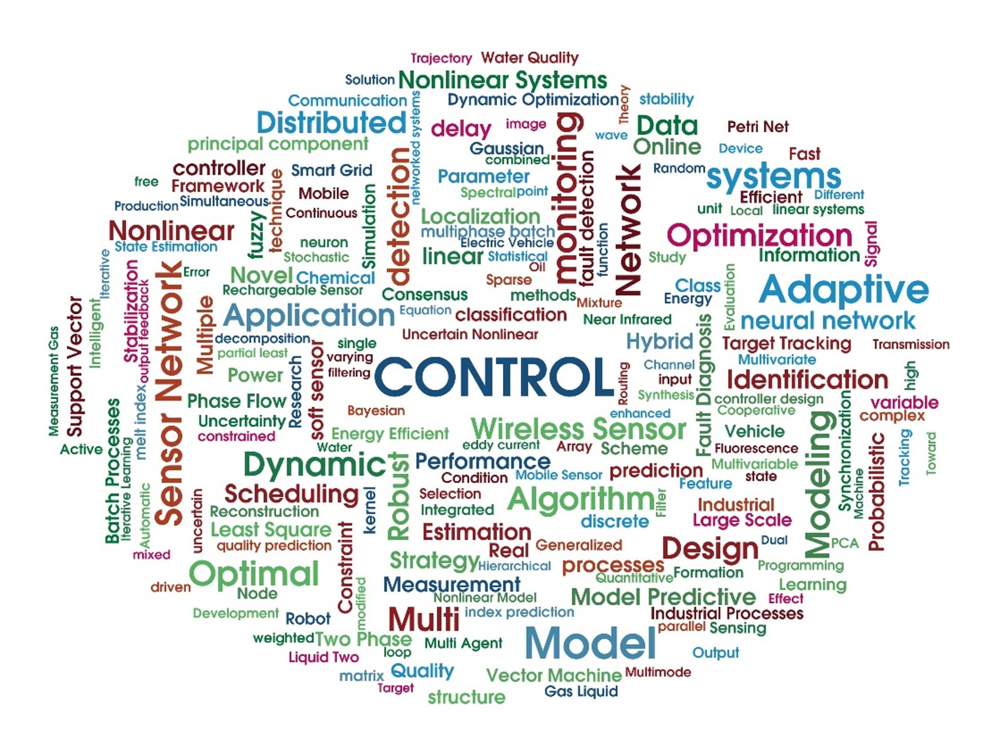 Trajectory
Water Quality
Solution
Nonlinear Systems
Communication
networked systems
Dynamic Optimization
Theory
stability
Distributed
delay
image
monitoring
wave
Data
Petri Net
principal component
detection
Gaussian
combined
fault detection
Online
Device
Fast
controller
Smart Grid
Parameter
Network
Random
systems
free
Framework
technique
Mobile
Simulation
Spectral
point
Efficient
Different
Production
Simultaneous
Continuous
Localization
unit
Local
linear systems
Nonlinear
fuzzy
neuron
multiphase batch
function
Optimization
Signal
State Estimation
Stochastic
Electric Vehicle
linear
Statistical
Study
Information
Iterative
Stabilization
Sensor Network
Error
Novel
Chemical
Oil
Sparse
Class
Evaluation
Adaptive
Rechargeable Sensor
Consensus
methods
Mixture
Energy
Measurement Gas
Support Vector
Intelligent
output feedback
Multiple
Application
Equation
classification
Near Infrared
Fault Diagnosis
neural network
decomposition
soft sensor
single
Uncertain Nonlinear
Hybrid
Target Tracking
Transmission
partial least
Research
varying
CONTROL
Routing
Channel
Multivariate
high
Power
filtering
input
Identification
melt index
Phase Flow
Synthesis
controller design
Synchronization
variable
Batch Processes
Uncertainty
Bayesian
enhanced
Cooperative
Modeling
complex
constrained
Energy Efficient
Wireless Sensor
Vehicle
Probabilistic
Tracking
Toward
Active
Iterative Learning
Water
eddy current
Array
Scheme
Fluorescence
Dynamic
Robust
Performance
Multivariable
Condition
Mobile Sensor
prediction
state
Machine
Automatic
uncertain
Scheduling
kernel
Selection
Algorithm
Filter
Feature
Reconstruction
Integrated
Industrial
Least Square
Constraint
discrete
Large Scale
quality prediction
Estimation
Design
Dual
PCA
mixed
Real
Generalized
Optimal
Strategy
Hierarchical
processes
Programming
driven
Node
modified
Measurement
Quantitative
Formation
Learning
Nonlinear Model
Model Predictive
Effect
Development
Robot
Multi
index prediction
Industrial Processes
weighted
Two Phase
Model
parallel
Sensing
loop
Multi Agent
Liquid Two
Output
matrix
Quality
Vector Machine
Multimode
Target
structure
Gas Liquid